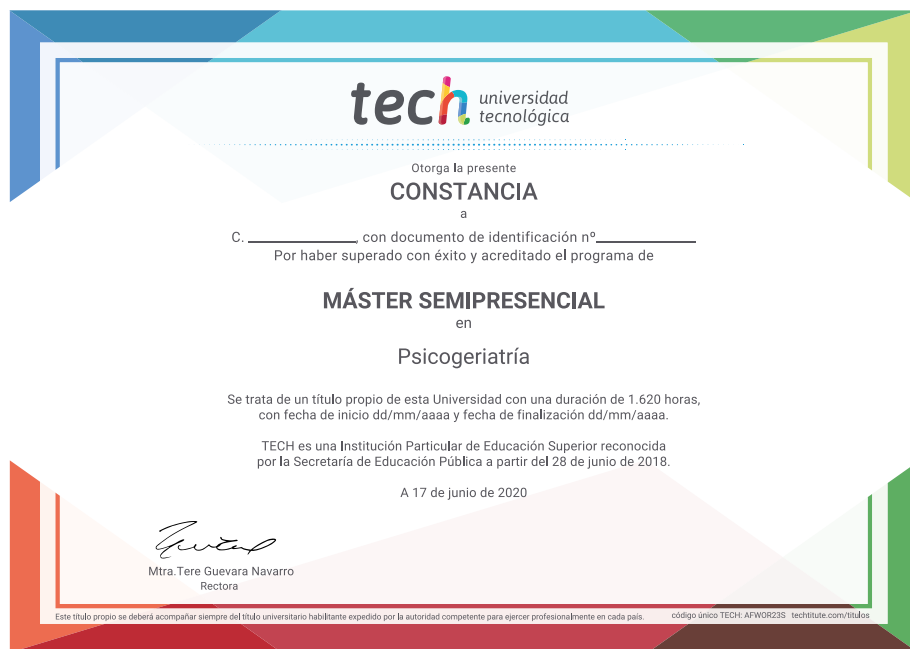 tech universidad
tecnológica
Otorga la presente
CONSTANCIA
a
C. ____________, con documento de identificación nº___________
Por haber superado con éxito y acreditado el programa de
MÁSTER SEMIPRESENCIAL
en
Psicogeriatría
Se trata de un título propio de esta Universidad con una duración de 1.620 horas,
con fecha de inicio dd/mm/aaaa y fecha de finalización dd/mm/aaaa.
TECH es una Institución Particular de Educación Superior reconocida
por la Secretaría de Educación Pública a partir del 28 de junio de 2018.
A 17 de junio de 2020
Mtra.Tere Guevara Navarro
Rectora
Este título propio se deberá acompañar siempre del título universitario habilitante expedido por la autoridad competente para ejercer profesionalmente en cada país. código único TECH: AFWOR23S techtitute.com/titulos